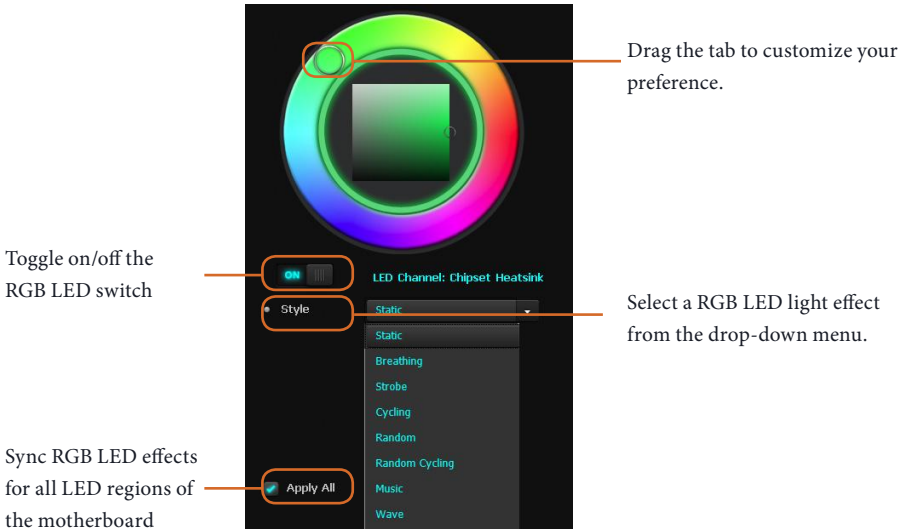 Drag the tab to customize your
preference.
Toggle on/off the
RGB LED switch
ON
LED Channel: Chipset Heatsink
Style
Static
Select a RGB LED light effect
from the drop-down menu.
Static
Breathing
Strobe
Cycling
Random
Random Cycling
Music
Wave
Sync RGB LED effects
for all LED regions of
the motherboard
Apply All